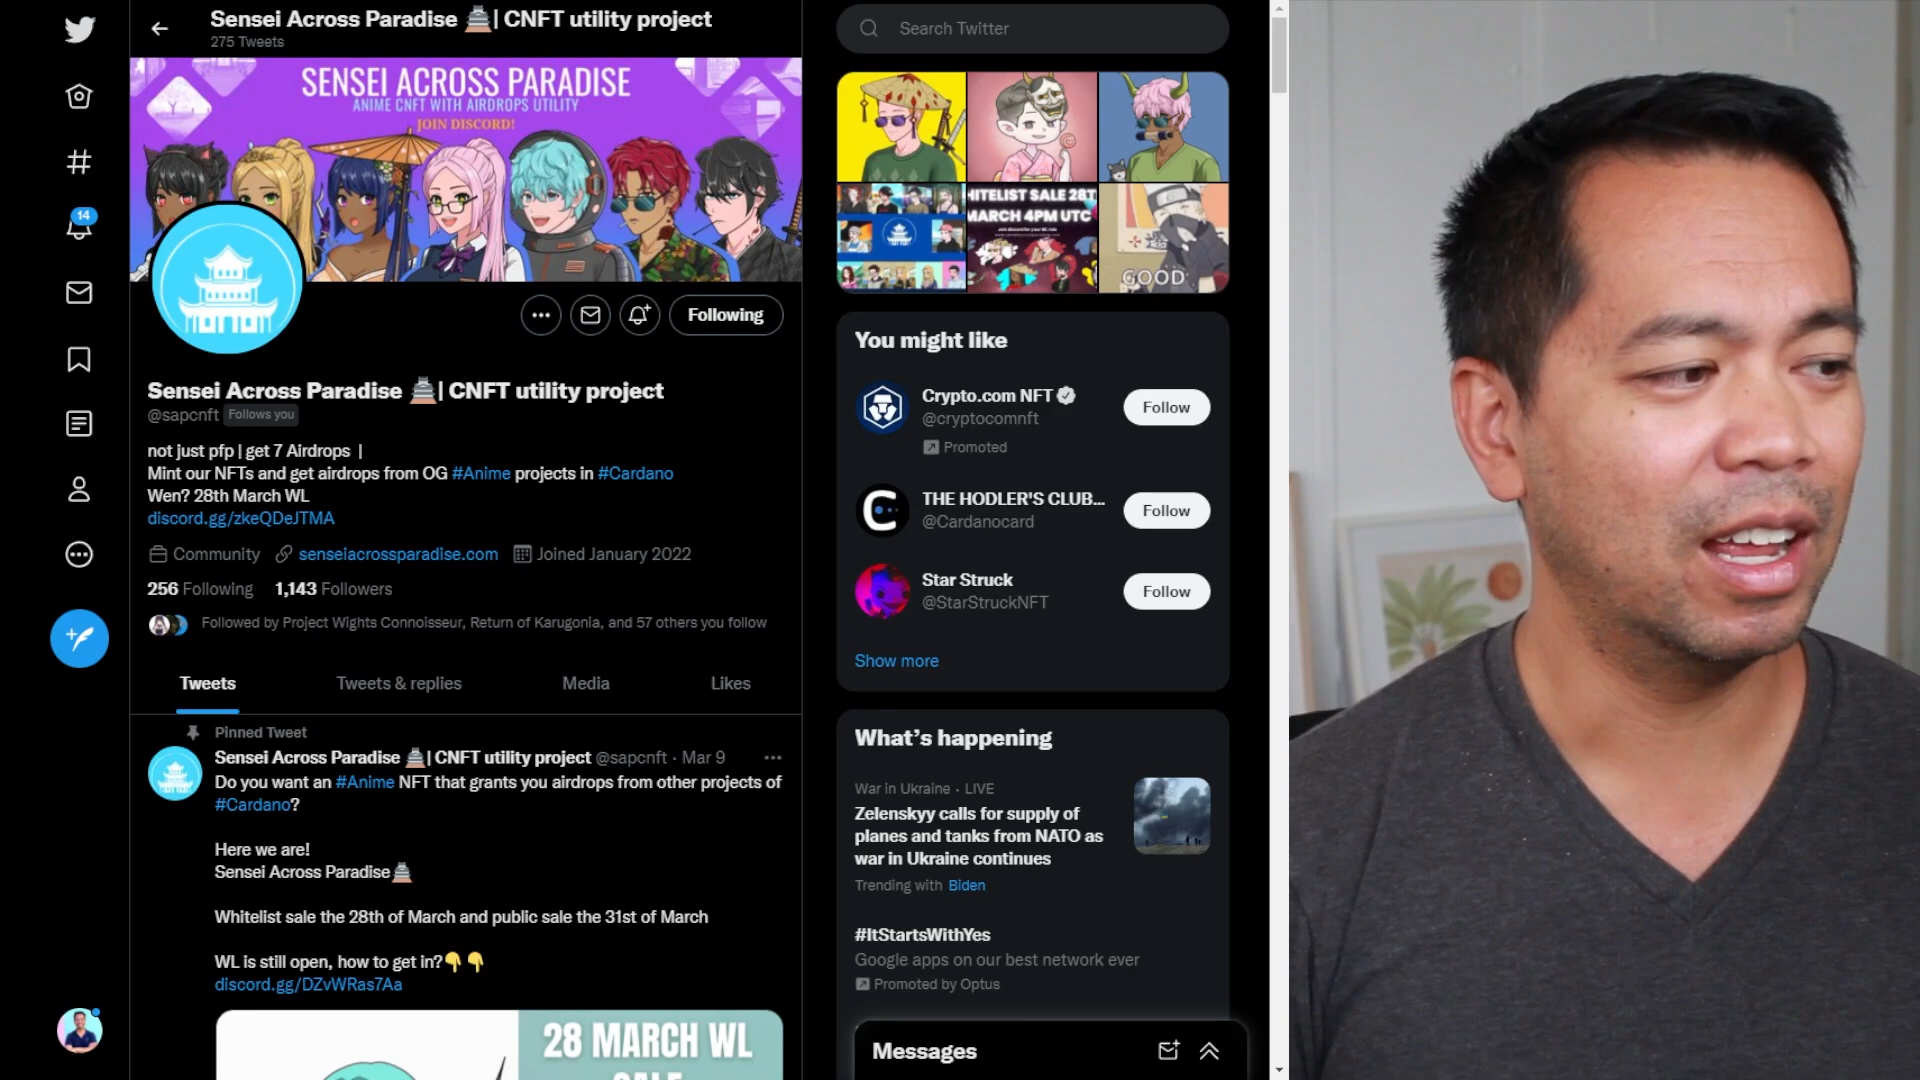 Sensei Across Paradise 🏯| CNFT utility project
275 Tweets
SENSEI ACROSS PARADISE
ANIME CNFT WITH AIRDROPS UTILITY
JOIN DISCORD!
14
Following
Sensei Across Paradise 🏯| CNFT utility project
@sapcnft Follows you
not just pfp | get 7 Airdrops |
Mint our NFTs and get airdrops from OG #Anime projects in #Cardano
Wen? 28th March WL
discord.gg/zkeQDeJTMA
Community senseiacrossparadise.com Joined January 2022
256 Following 1,143 Followers
Followed by Project Wights Connoisseur, Return of Karugonia, and 57 others you follow
Tweets Tweets & replies Media Likes
Pinned Tweet
Sensei Across Paradise 🏯| CNFT utility project @sapcnft · Mar 9
Do you want an #Anime NFT that grants you airdrops from other projects of
#Cardano?
Here we are!
Sensei Across Paradise🏯
Whitelist sale the 28th of March and public sale the 31st of March
WL is still open, how to get in?👇👇
discord.gg/DZvWRas7Aa
28 MARCH WL
SALE
Search Twitter
HITELIST SALE 28T
MARCH 4PM UTC
GOOD
You might like
Crypto.com NFT
@cryptocomnft
Promoted
Follow
THE HODLER'S CLUB...
@Cardanocard
Follow
Star Struck
@StarStruckNFT
Follow
Show more
What's happening
War in Ukraine · LIVE
Zelenskyy calls for supply of
planes and tanks from NATO as
war in Ukraine continues
Trending with Biden
#ItStartsWithYes
Google apps on our best network ever
Promoted by Optus
Messages